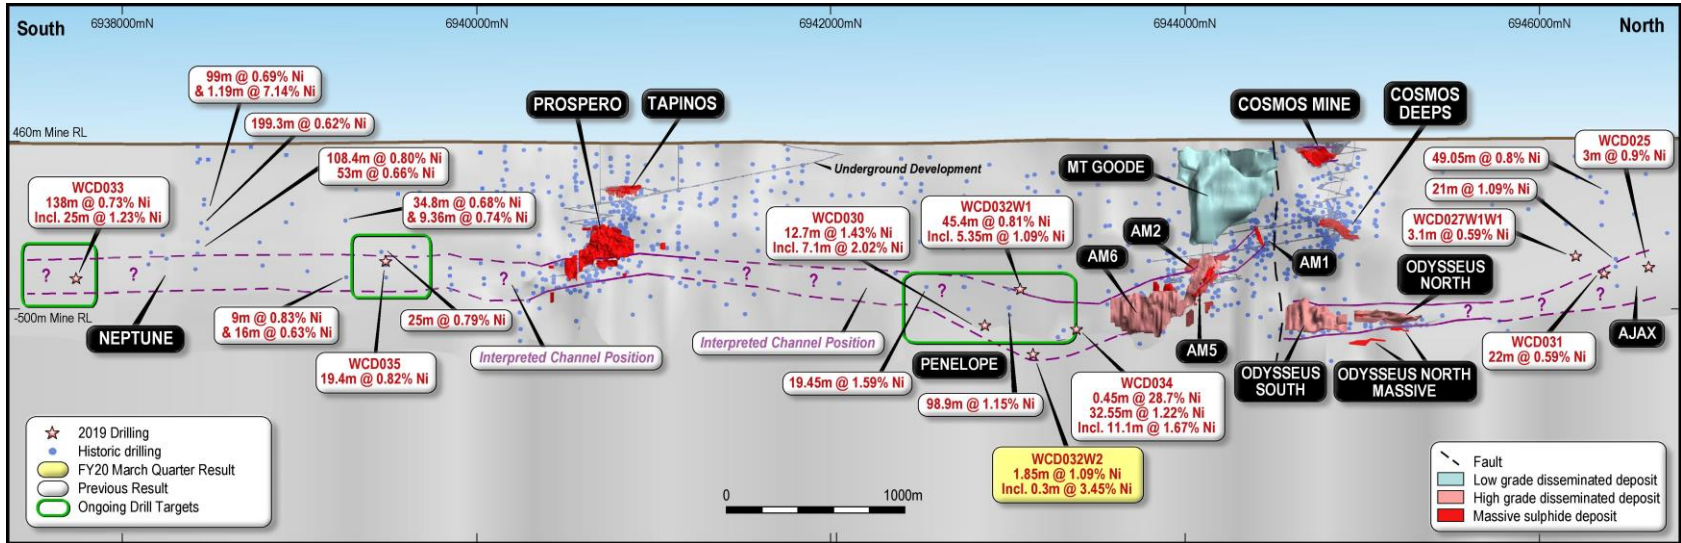 South
6938000mN
6940000mN
6942000mN
6944000mN
6946000mN
North
99m @ 0.69% Ni
& 1.19m @ 7.14% Ni
199.3m @ 0.62% Ni
108.4m @ 0.80% Ni
53m @ 0.66% Ni
PROSPERO
TAPINOS
COSMOS MINE
COSMOS
DEEPS
460m Mine RL
WCD033
138m @ 0.73% Ni
Incl. 25m @ 1.23% Ni
34.8m @ 0.68% Ni
& 9.36m @ 0.74% Ni
Underground Development
MT GOODE
WCD025
3m @ 0.9% Ni
49.05m @ 0.8% Ni
21m @ 1.09% Ni
WCD027W1W1
3.1m @ 0.59% Ni
WCD030
12.7m @ 1.43% Ni
Incl. 7.1m @ 2.02% Ni
WCD032W1
45.4m @ 0.81% Ni
Incl. 5.35m @ 1.09% Ni
AM2
AM6
AM1
ODYSSEUS
NORTH
?
?
?
?
?
?
?
?
?
?
?
-500m Mine RL
NEPTUNE
9m @ 0.83% Ni
& 16m @ 0.63% Ni
25m @ 0.79% Ni
WCD035
19.4m @ 0.82% Ni
Interpreted Channel Position
Interpreted Channel Position
19.45m @ 1.59% Ni
PENELOPE
98.9m @ 1.15% Ni
WCD034
0.45m @ 28.7% Ni
32.55m @ 1.22% Ni
Incl. 11.1m @ 1.67% Ni
AM5
ODYSSEUS
SOUTH
ODYSSEUS NORTH
MASSIVE
WCD031
22m @ 0.59% Ni
AJAX
WCD032W2
1.85m @ 1.09% Ni
Incl. 0.3m @ 3.45% Ni
2019 Drilling
Historic drilling
FY20 March Quarter Result
Previous Result
Ongoing Drill Targets
0
1000m
Fault
Low grade disseminated deposit
High grade disseminated deposit
Massive sulphide deposit